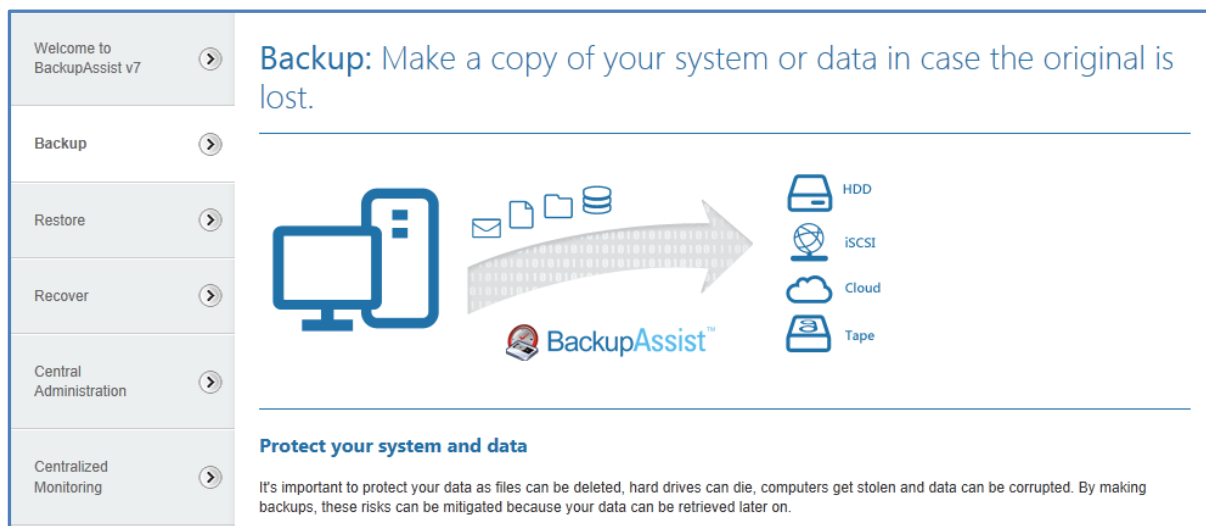 Welcome to
BackupAssist v7
Backup
Restore
Recover
Central
Administration
Centralized
Monitoring
Backup: Make a copy of your system or data in case the original is
lost.
HDD
iSCSI
Cloud
Tape
BackupAssist™
Protect your system and data
It's important to protect your data as files can be deleted, hard drives can die, computers get stolen and data can be corrupted. By making
backups, these risks can be mitigated because your data can be retrieved later on.